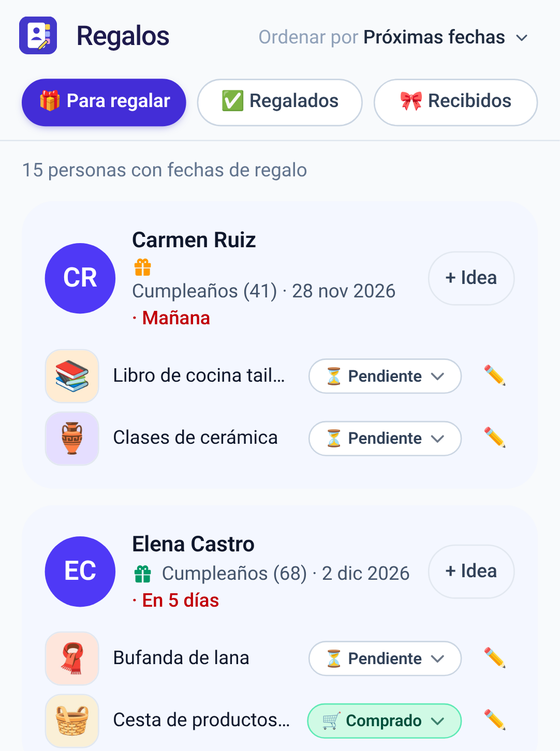 Regalos
Ordenar por Próximas fechas
Para regalar
Regalados
Recibidos
15 personas con fechas de regalo
CR
Carmen Ruiz
Cumpleaños (41) · 28 nov 2026
· Mañana
+ Idea
Libro de cocina tail...
Pendiente
Clases de cerámica
Pendiente
EC
Elena Castro
Cumpleaños (68) · 2 dic 2026
· En 5 días
+ Idea
Bufanda de lana
Pendiente
Cesta de productos...
Comprado